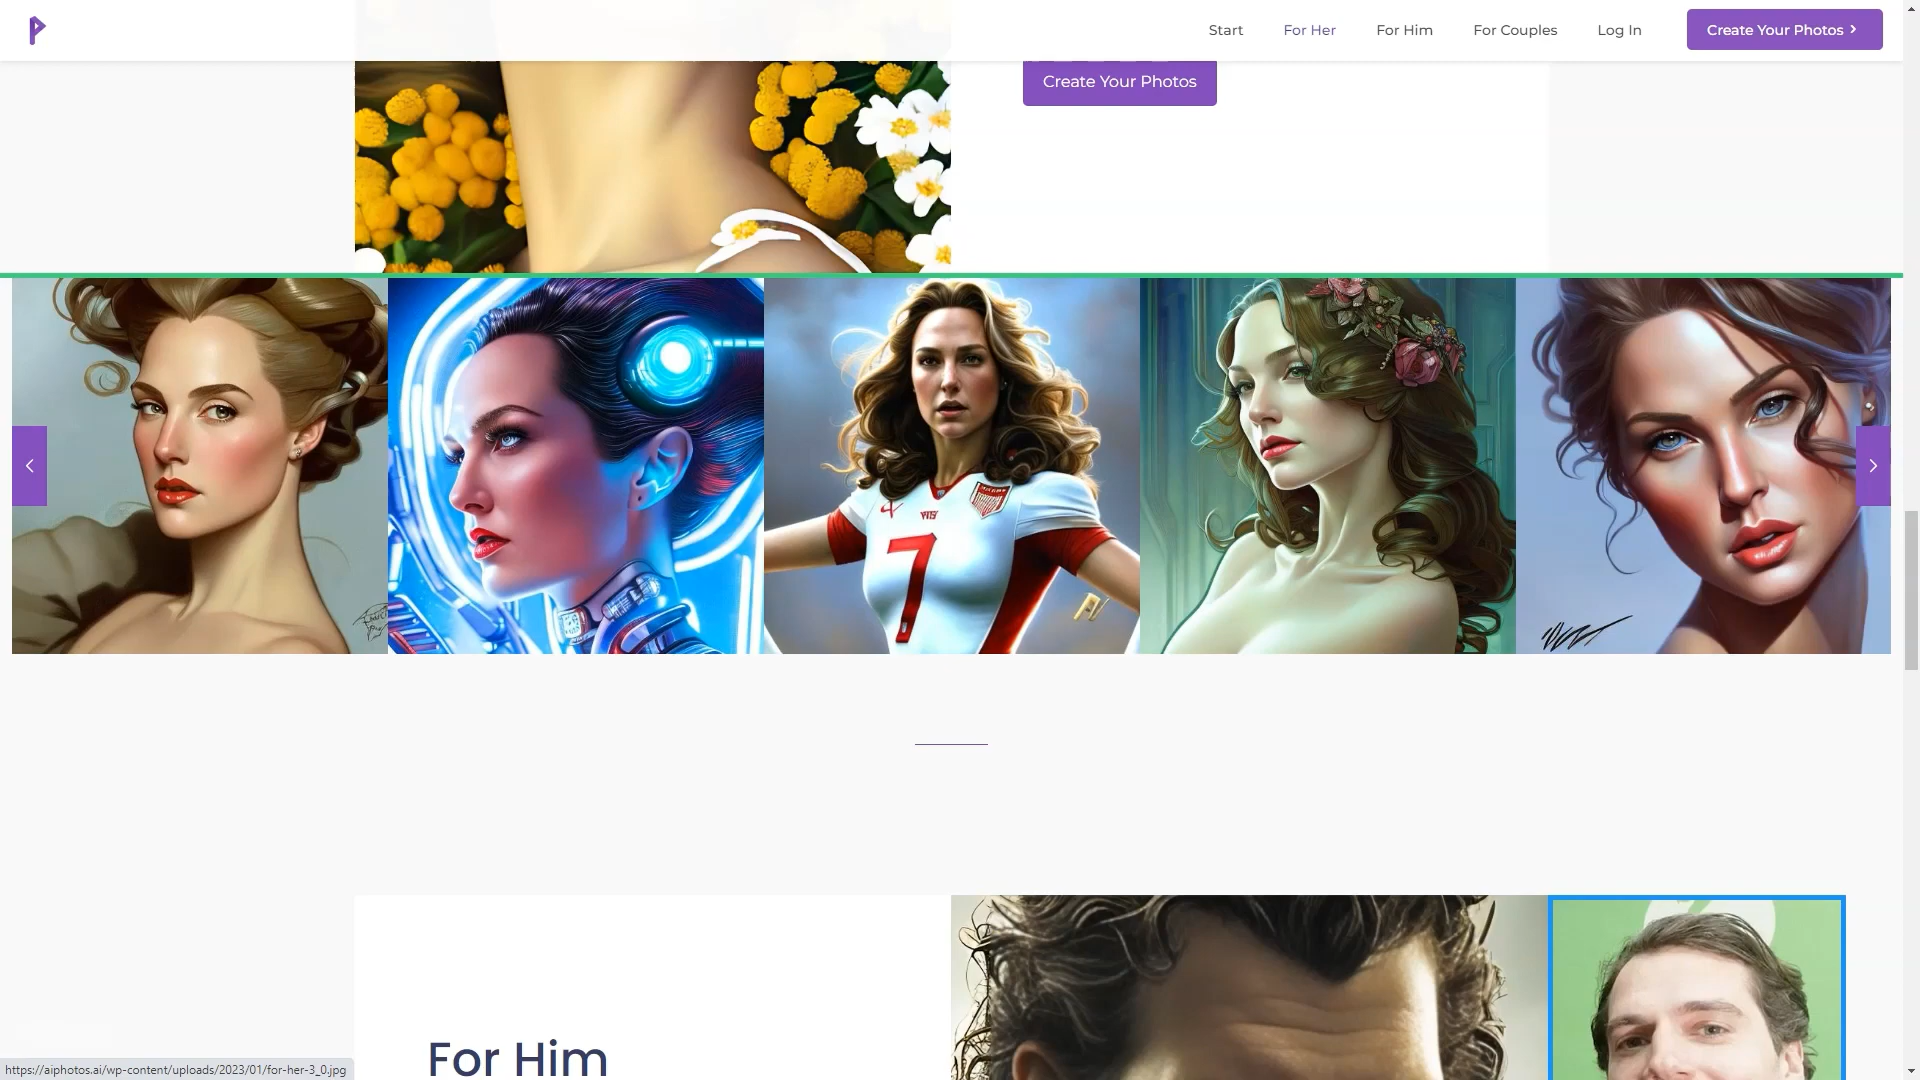 Start For Her For Him For Couples Log In Create Your Photos
Create Your Photos
7
For Him
https://aiphotos.ai/wp-content/uploads/2023/01/for-her-3_0.jpg